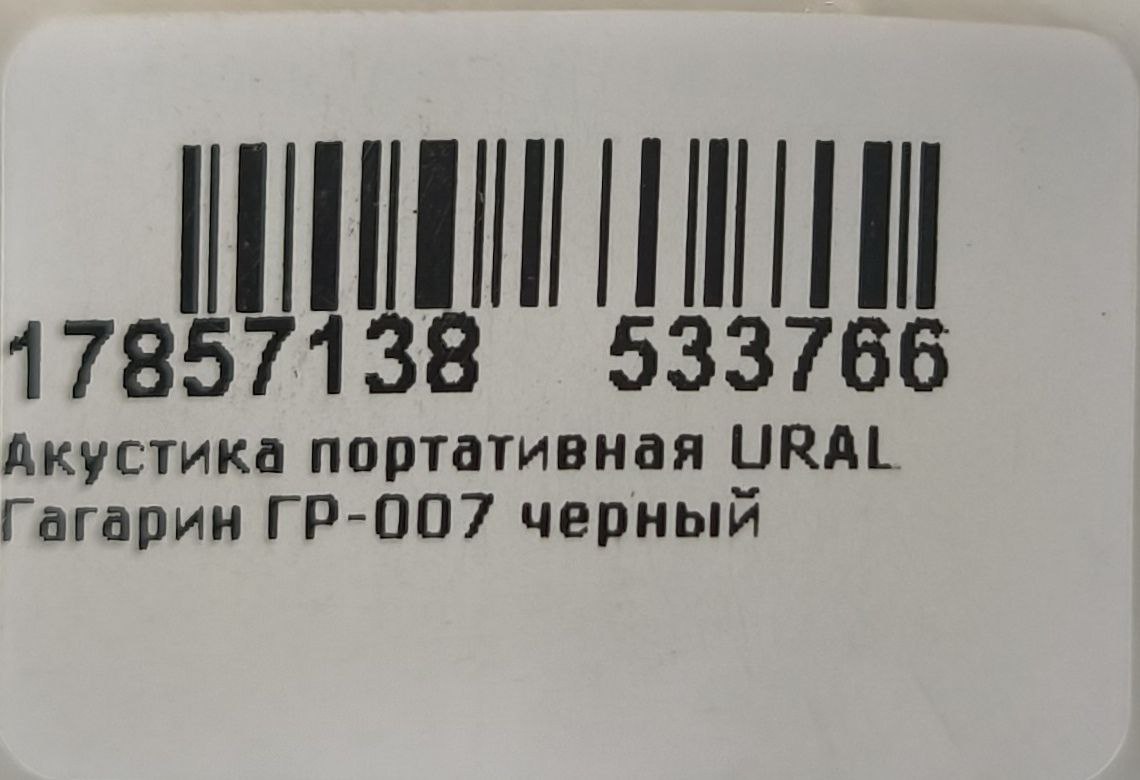 17857138 533766
Акустика портативная URAL
Гагарин ГР-007 черный